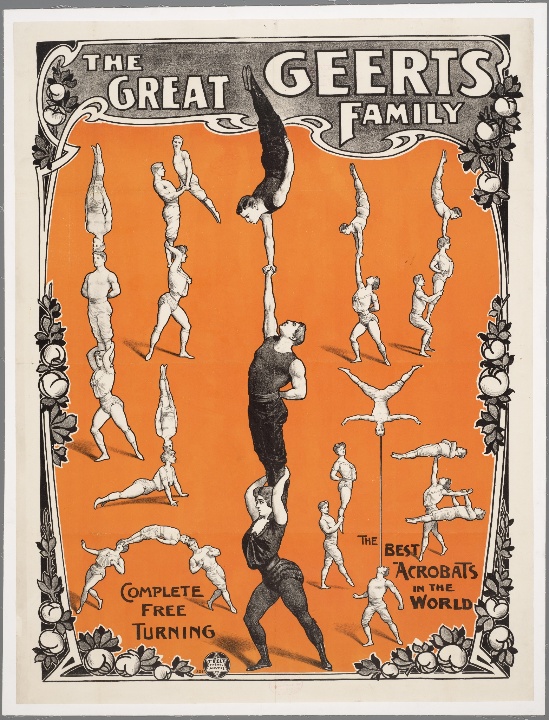 THE
GREAT
GEERTS
FAMILY
COMPLETE
FREE
TURNING
THE
BEST
ACROBATS
IN THE
WORLD